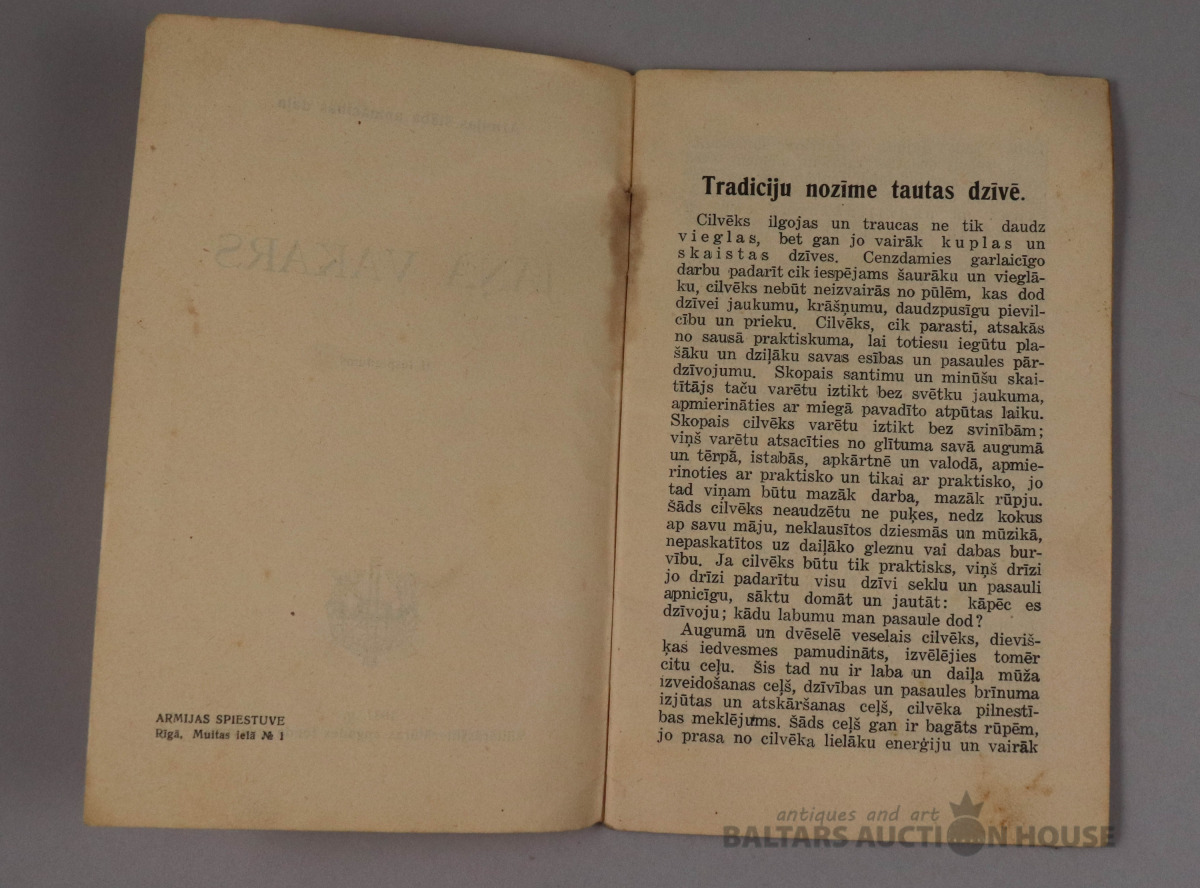 ARMIJAS SPIESTUVE
Rīgā, Muitas ielā № 1
Tradiciju nozīme tautas dzīvē.
Cilvēks ilgojas un traucas ne tik daudz
vieglas, bet gan jo vairāk kuplas un
skaistas dzīves. Cenzdamies garlaicīgo
darbu padarīt cik iespējams šaurāku un vieglā-
ku, cilvēks nebūt neizvairās no pūlēm, kas dod
dzīvei jaukumu, krāšņumu, daudzpusīgu pievil-
cību un prieku. Cilvēks, cik parasti, atsakās
no sausā praktiskuma, lai totiesu iegūtu pla-
šāku un dziļāku savas esības un pasaules pār-
dzīvojumu. Skopais santimu un minūšu skai-
tītājs taču varētu iztikt bez svētku jaukuma,
apmierināties ar miegā pavadīto atpūtas laiku.
Skopais cilvēks varētu iztikt bez svinībām;
viņš varētu atsacīties no glītuma savā augumā
un tērpā, istabās, apkārtnē un valodā, apmie-
rinoties ar praktisko un tikai ar praktisko, jo
tad viņam būtu mazāk darba, mazāk rūpju.
Šāds cilvēks neaudzētu ne puķes, nedz kokus
ap savu māju, neklausītos dziesmās un mūzikā,
nepaskatītos uz daiļāko gleznu vai dabas bur-
vību. Ja cilvēks būtu tik praktisks, viņš drīzi
jo drīzi padarītu visu dzīvi seklu un pasauli
apnicīgu, sāktu domāt un jautāt: kāpēc es
dzīvoju; kādu labumu man pasaule dod?
Augumā un dvēselē veselais cilvēks, dieviš-
ķas iedvesmes pamudināts, izvēlējies tomēr
citu ceļu. Šis tad nu ir laba un daiļa mūža
izveidošanas ceļš, dzīvības un pasaules brīnuma
izjūtas un atskāršanas ceļš, cilvēka pilnestī-
bas meklējums. Šāds ceļš gan ir bagāts rūpēm,
jo prasa no cilvēka lielāku enerģiju un vairāk
antiques and art
BALTARS AUCTION HOUSE